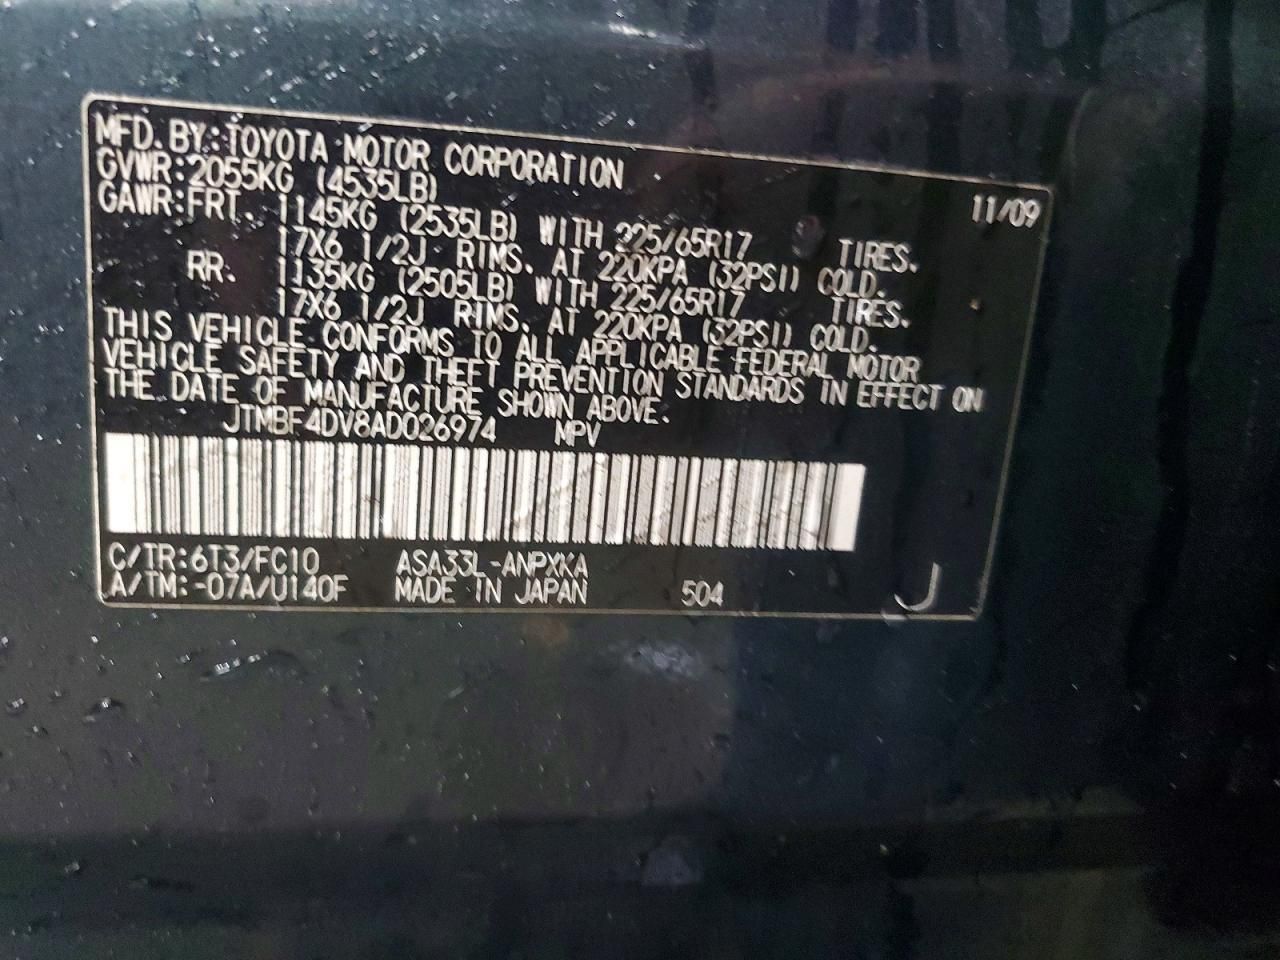 MFD. BY: TOYOTA MOTOR CORPORATION 11/09
GVWR: 2055KG (4535LB)
GAWR: FRT. 1145KG (2535LB) WITH 225/65R17 TIRES.
17X6 1/2J RIMS. AT 220KPA (32PSI) COLD.
RR. 1135KG (2505LB) WITH 225/65R17 TIRES.
17X6 1/2J RIMS. AT 220KPA (32PSI) COLD.
THIS VEHICLE CONFORMS TO ALL APPLICABLE FEDERAL MOTOR
VEHICLE SAFETY AND THEFT PREVENTION STANDARDS IN EFFECT ON
THE DATE OF MANUFACTURE SHOWN ABOVE.
JTMBF4DV8AD026974 MPV
C/TR: 6T3/FC10 ASA33L-ANPXKA
A/TM: -07A/U140F MADE IN JAPAN 504 J